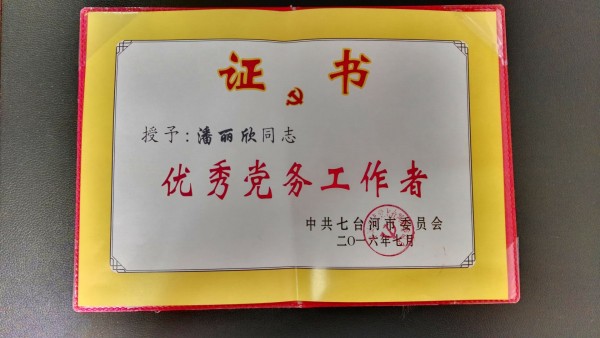 证书
授予：潘丽欣同志
优秀党务工作者
中共七台河市委员会
二〇一六年七月